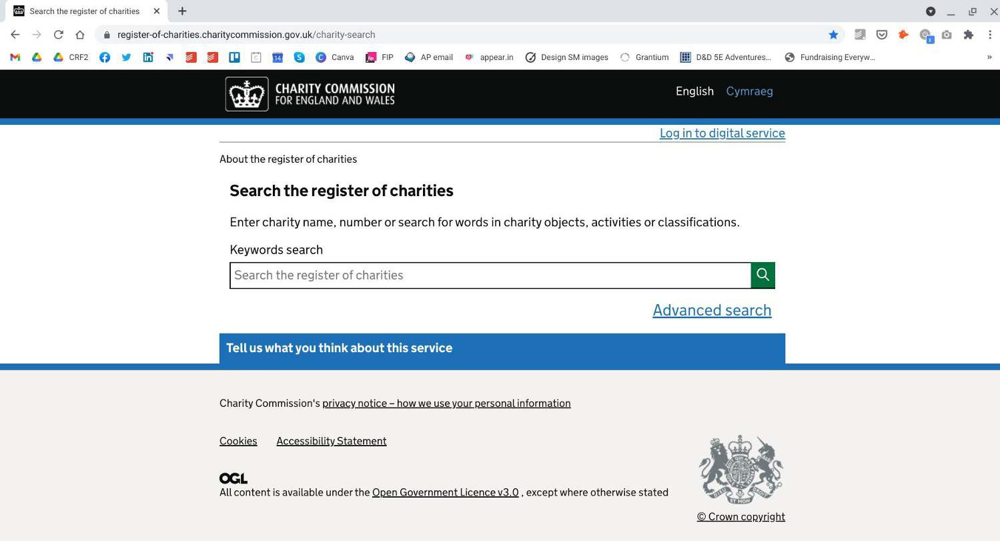 Search the register of charities
register-of-charities.charitycommission.gov.uk/charity-search
CRF2 14 Canva FIP AP email appear.in Design SM images Grantium D&D 5E Adventures... Fundraising Everyw... »
CHARITY COMMISSION
FOR ENGLAND AND WALES
English Cymraeg
Log in to digital service
About the register of charities
Search the register of charities
Enter charity name, number or search for words in charity objects, activities or classifications.
Keywords search
Search the register of charities
Advanced search
Tell us what you think about this service
Charity Commission's privacy notice – how we use your personal information
Cookies Accessibility Statement
OGL
All content is available under the Open Government Licence v3.0 , except where otherwise stated
© Crown copyright